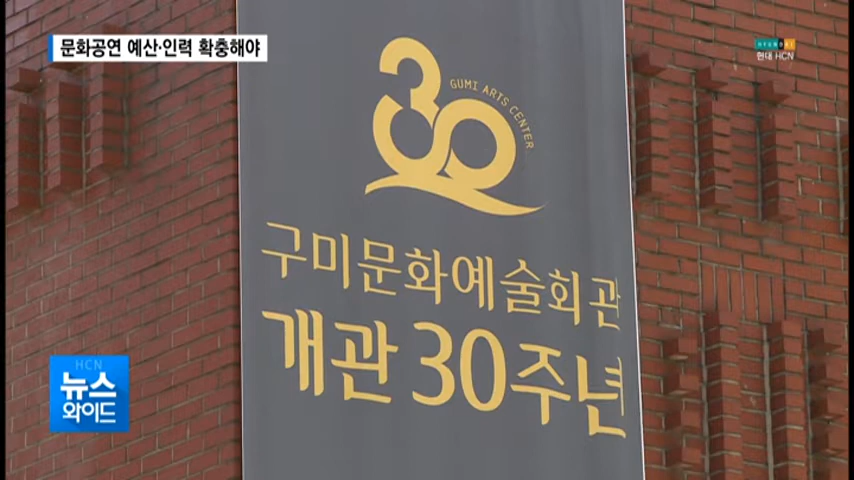 문화공연 예산·인력 확충해야
HYUNDAI
현대 HCN
30
GUMI ARTS CENTER
구미문화예술회관
개관 30주년
HCN
뉴스
와이드